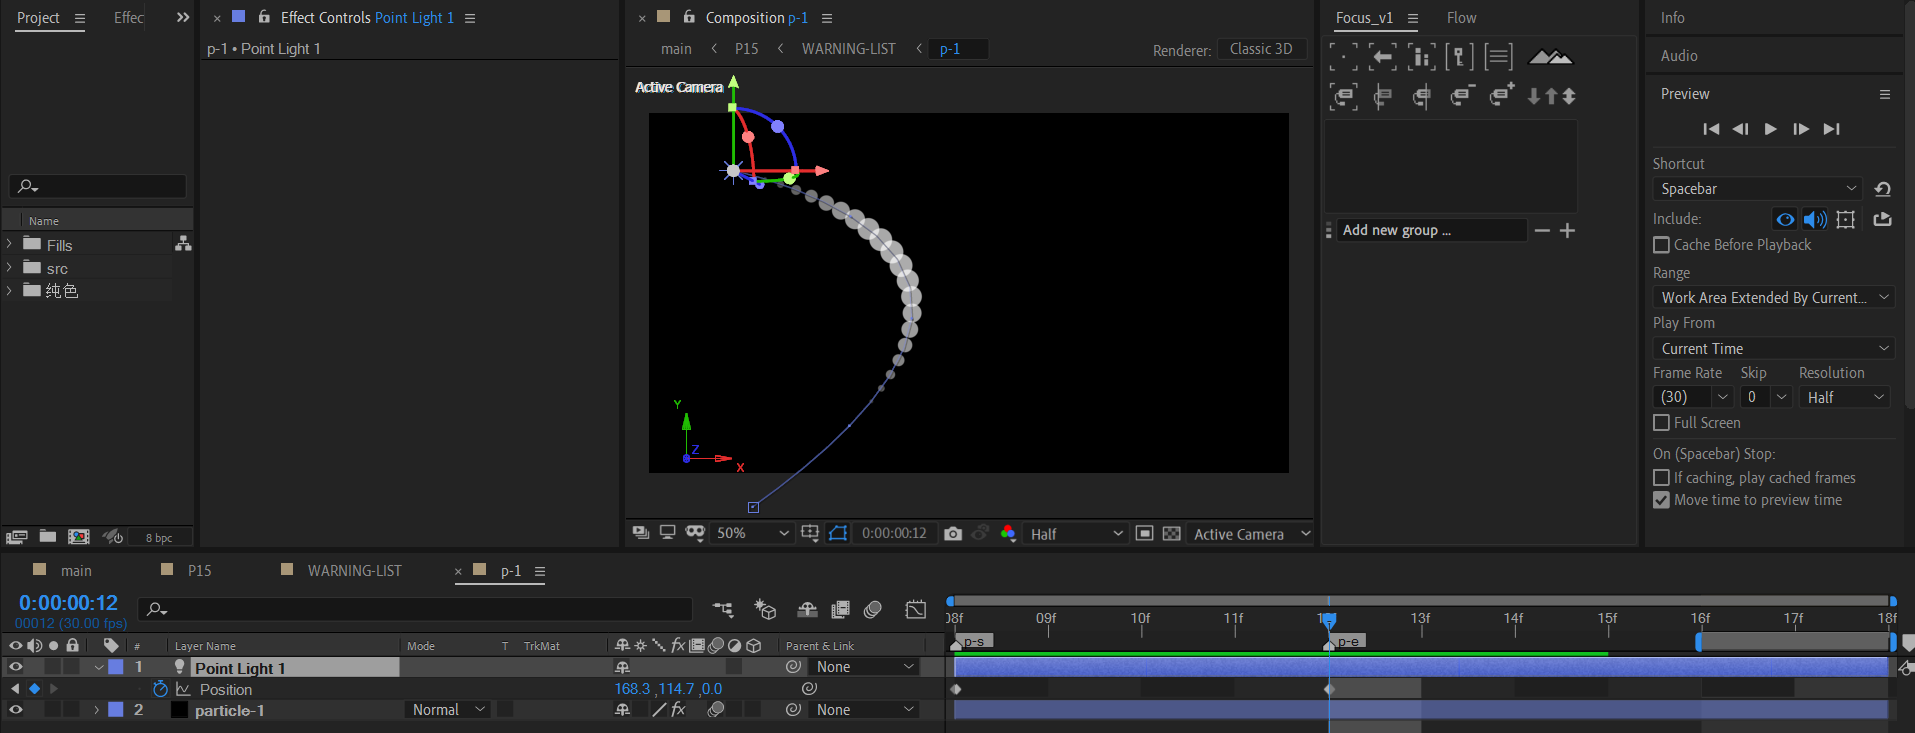 Project
Effec
Effect Controls Point Light 1
p-1 • Point Light 1
Composition p-1
main
P15
WARNING-LIST
p-1
Renderer:
Classic 3D
Active Camera
Y
Z
X
50%
0:00:00:12
Half
Active Camera
Name
Fills
src
纯色
8 bpc
Focus_v1
Flow
Add new group ...
Info
Audio
Preview
Shortcut
Spacebar
Include:
Cache Before Playback
Range
Work Area Extended By Current...
Play From
Current Time
Frame Rate
Skip
Resolution
(30)
0
Half
Full Screen
On (Spacebar) Stop:
If caching, play cached frames
Move time to preview time
main
P15
WARNING-LIST
p-1
0:00:00:12
00012 (30.00 fps)
08f 09f 10f 11f 13f 14f 15f 16f 17f 18f
p-s
p-e
# Layer Name Mode T TrkMat fx Parent & Link
1 Point Light 1 None
Position 168.3,114.7,0.0
2 particle-1 Normal fx None